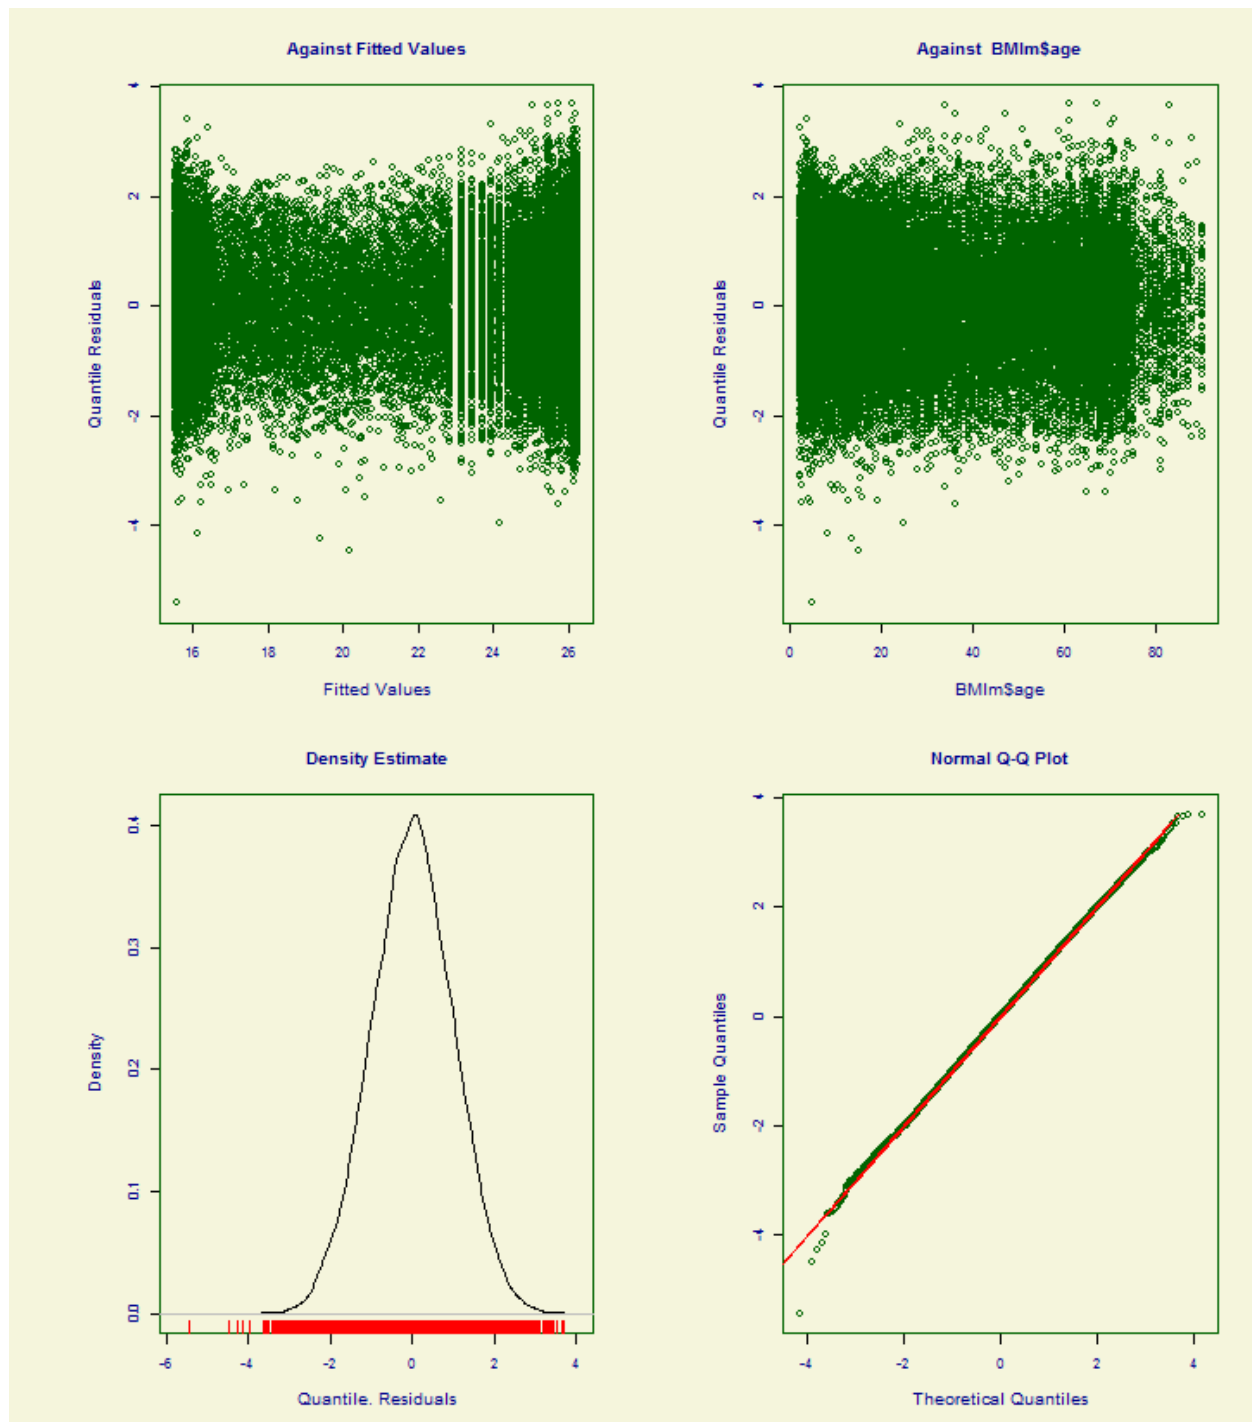 Against Fitted Values
4
2
0
-2
-4
Quantile Residuals
16 18 20 22 24 26
Fitted Values
Against BMIm$age
4
2
0
-2
-4
Quantile Residuals
0 20 40 60 80
BMIm$age
Density Estimate
0.4
0.3
0.2
0.1
0.0
Density
-6 -4 -2 0 2 4
Quantile. Residuals
Normal Q-Q Plot
4
2
0
-2
-4
Sample Quantiles
-4 -2 0 2 4
Theoretical Quantiles